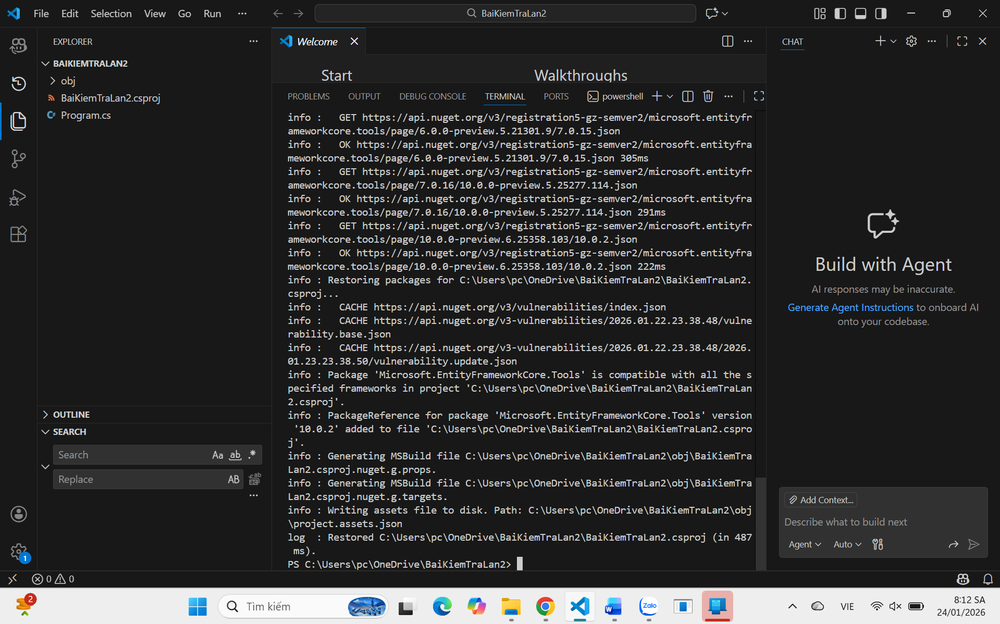 File Edit Selection View Go Run
BaiKiemTraLan2
EXPLORER
BAIKIEMTRALAN2
obj
BaiKiemTraLan2.csproj
Program.cs
OUTLINE
SEARCH
Search
Aa ab .*
Replace
AB
1
Welcome
Start
Walkthroughs
PROBLEMS OUTPUT DEBUG CONSOLE TERMINAL PORTS powershell
info :   GET https://api.nuget.org/v3/registration5-gz-semver2/microsoft.entityfr
ameworkcore.tools/page/6.0.0-preview.5.21301.9/7.0.15.json
info :   OK https://api.nuget.org/v3/registration5-gz-semver2/microsoft.entityfra
meworkcore.tools/page/6.0.0-preview.5.21301.9/7.0.15.json 305ms
info :   GET https://api.nuget.org/v3/registration5-gz-semver2/microsoft.entityfr
ameworkcore.tools/page/7.0.16/10.0.0-preview.5.25277.114.json
info :   OK https://api.nuget.org/v3/registration5-gz-semver2/microsoft.entityfra
meworkcore.tools/page/7.0.16/10.0.0-preview.5.25277.114.json 291ms
info :   GET https://api.nuget.org/v3/registration5-gz-semver2/microsoft.entityfr
ameworkcore.tools/page/10.0.0-preview.6.25358.103/10.0.2.json
info :   OK https://api.nuget.org/v3/registration5-gz-semver2/microsoft.entityfra
meworkcore.tools/page/10.0.0-preview.6.25358.103/10.0.2.json 222ms
info : Restoring packages for C:\Users\pc\OneDrive\BaiKiemTraLan2\BaiKiemTraLan2.
csproj...
info :   CACHE https://api.nuget.org/v3/vulnerabilities/index.json
info :   CACHE https://api.nuget.org/v3-vulnerabilities/2026.01.22.23.38.48/vulne
rability.base.json
info :   CACHE https://api.nuget.org/v3-vulnerabilities/2026.01.22.23.38.48/2026.
01.23.23.38.50/vulnerability.update.json
info : Package 'Microsoft.EntityFrameworkCore.Tools' is compatible with all the s
pecified frameworks in project 'C:\Users\pc\OneDrive\BaiKiemTraLan2\BaiKiemTraLan
2.csproj'.
info : PackageReference for package 'Microsoft.EntityFrameworkCore.Tools' version
 '10.0.2' added to file 'C:\Users\pc\OneDrive\BaiKiemTraLan2\BaiKiemTraLan2.cspro
j'.
info : Generating MSBuild file C:\Users\pc\OneDrive\BaiKiemTraLan2\obj\BaiKiemTra
Lan2.csproj.nuget.g.props.
info : Generating MSBuild file C:\Users\pc\OneDrive\BaiKiemTraLan2\obj\BaiKiemTra
Lan2.csproj.nuget.g.targets.
info : Writing assets file to disk. Path: C:\Users\pc\OneDrive\BaiKiemTraLan2\obj
\project.assets.json
log  : Restored C:\Users\pc\OneDrive\BaiKiemTraLan2\BaiKiemTraLan2.csproj (in 487
 ms).
PS C:\Users\pc\OneDrive\BaiKiemTraLan2>
CHAT
Build with Agent
AI responses may be inaccurate.
Generate Agent Instructions to onboard AI
onto your codebase.
Add Context...
Describe what to build next
Agent Auto
0 0
2
Tìm kiếm
Zalo
VIE
8:12 SA
24/01/2026